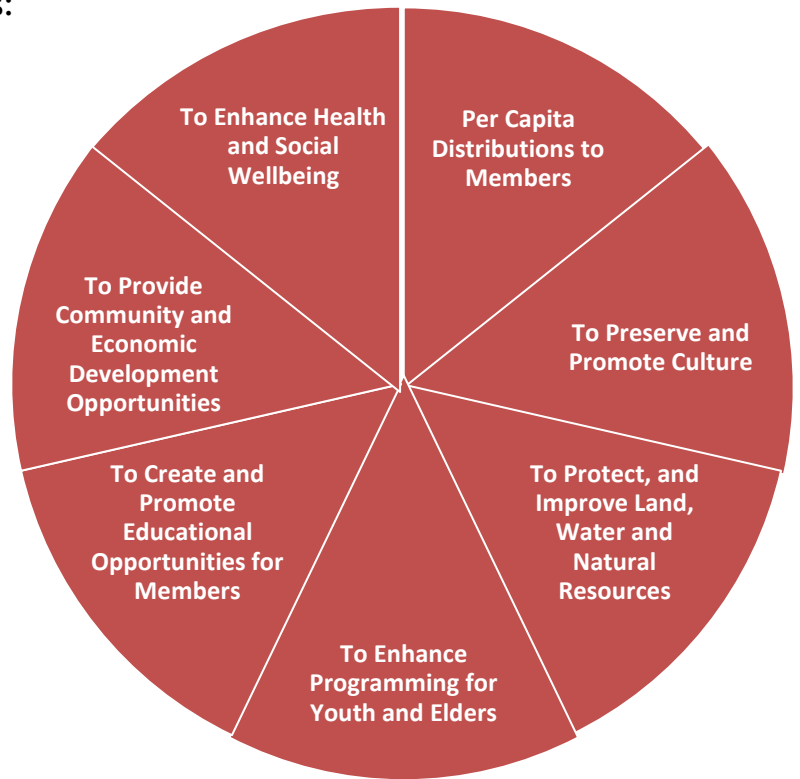 s:
Per Capita
Distributions to
Members
To Preserve and
Promote Culture
To Protect, and
Improve Land,
Water and
Natural
Resources
To Enhance
Programming for
Youth and Elders
To Create and
Promote
Educational
Opportunities for
Members
To Provide
Community and
Economic
Development
Opportunities
To Enhance Health
and Social
Wellbeing